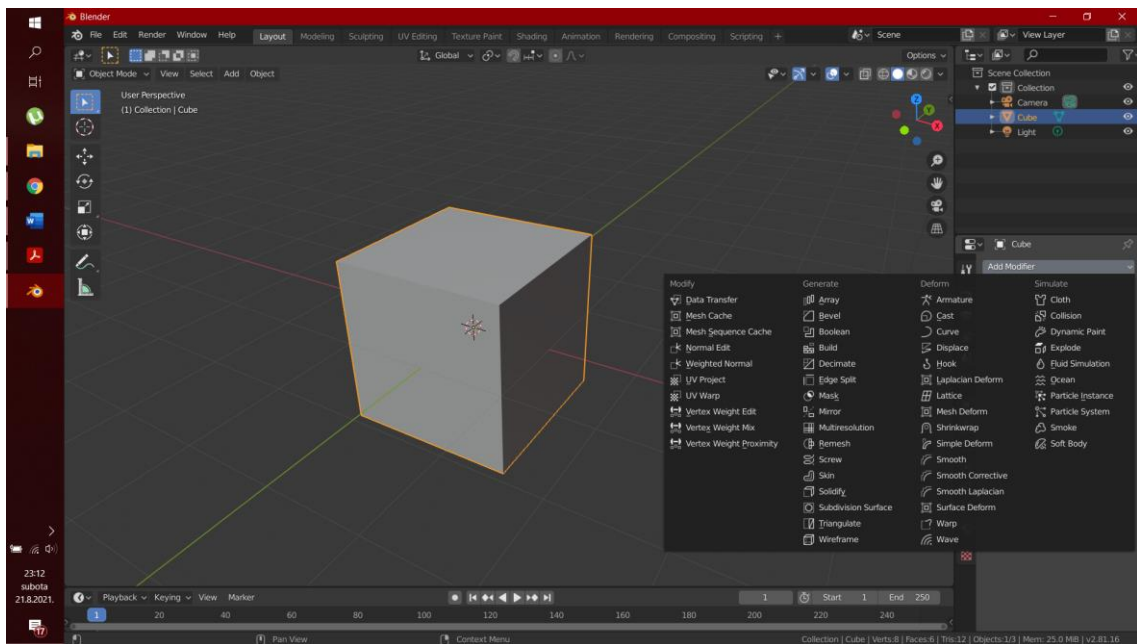 Blender
File Edit Render Window Help Layout Modeling Sculpting UV Editing Texture Paint Shading Animation Rendering Compositing Scripting + Scene View Layer
Global Options
Object Mode View Select Add Object
User Perspective
(1) Collection | Cube
Z
Y
X
Scene Collection
Collection
Camera
Cube
Light
Cube
Add Modifier
Modify
Data Transfer
Mesh Cache
Mesh Sequence Cache
Normal Edit
Weighted Normal
UV Project
UV Warp
Vertex Weight Edit
Vertex Weight Mix
Vertex Weight Proximity
Generate
Array
Bevel
Boolean
Build
Decimate
Edge Split
Mask
Mirror
Multiresolution
Remesh
Screw
Skin
Solidify
Subdivision Surface
Triangulate
Wireframe
Deform
Armature
Cast
Curve
Displace
Hook
Laplacian Deform
Lattice
Mesh Deform
Shrinkwrap
Simple Deform
Smooth
Smooth Corrective
Smooth Laplacian
Surface Deform
Warp
Wave
Simulate
Cloth
Collision
Dynamic Paint
Explode
Fluid Simulation
Ocean
Particle Instance
Particle System
Smoke
Soft Body
23:12
subota
21.8.2021.
17
Playback Keying View Marker 1 Start 1 End 250
1 20 40 60 80 100 120 140 160 180 200 220 240
Pan View Context Menu Collection | Cube | Verts:8 | Faces:6 | Tris:12 | Objects:1/3 | Mem: 25.0 MiB | v2.81.16